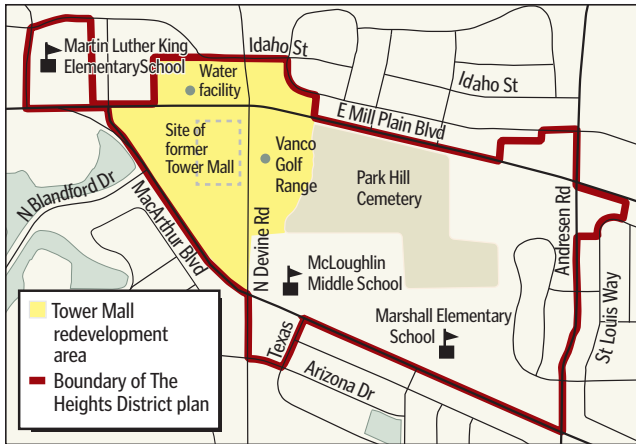 Martin Luther King
ElementarySchool
Idaho St
Water
facility
Idaho St
E Mill Plain Blvd
Site of
former
Tower Mall
Vanco
Golf
Range
Park Hill
Cemetery
N Blandford Dr
MacArthur Blvd
N Devine Rd
Andresen Rd
McLoughlin
Middle School
St Louis Way
Marshall Elementary
School
Texas
Arizona Dr
Tower Mall
redevelopment
area
Boundary of The
Heights District plan